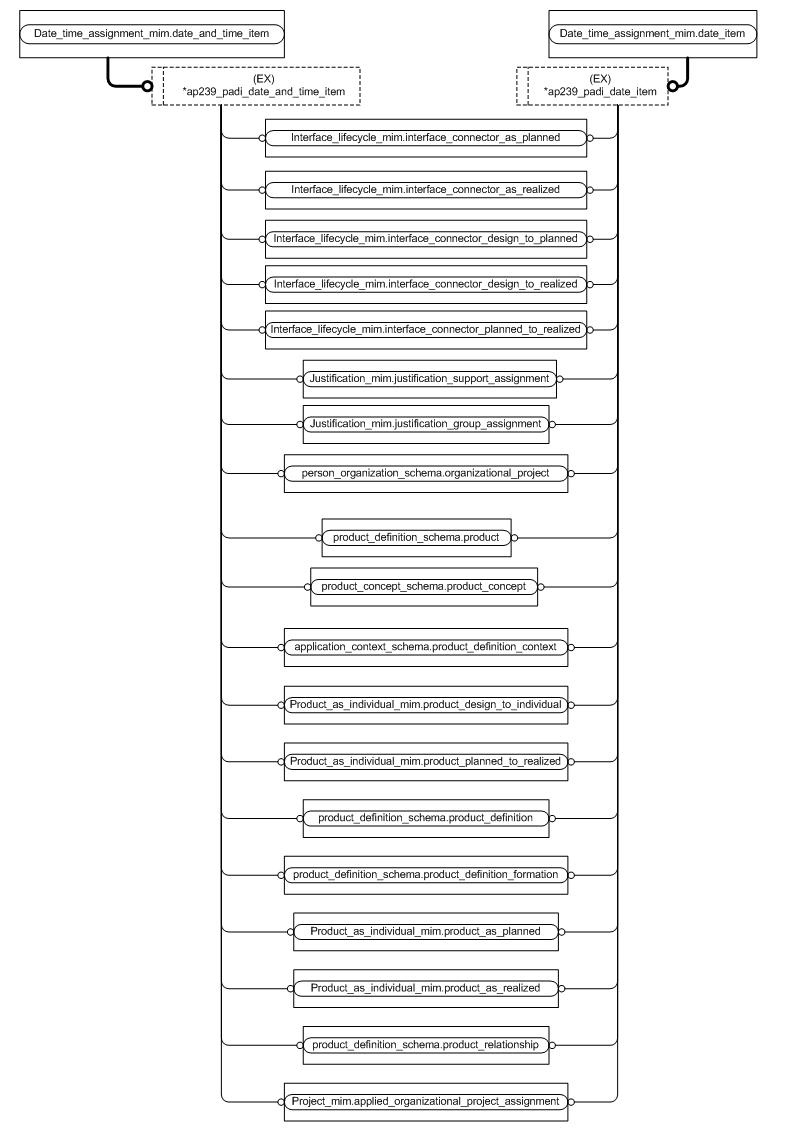 Date_time_assignment_mim.date_and_time_item
Date_time_assignment_mim.date_item
(EX)
*ap239_padi_date_and_time_item
(EX)
*ap239_padi_date_item
Interface_lifecycle_mim.interface_connector_as_planned
Interface_lifecycle_mim.interface_connector_as_realized
Interface_lifecycle_mim.interface_connector_design_to_planned
Interface_lifecycle_mim.interface_connector_design_to_realized
Interface_lifecycle_mim.interface_connector_planned_to_realized
Justification_mim.justification_support_assignment
Justification_mim.justification_group_assignment
person_organization_schema.organizational_project
product_definition_schema.product
product_concept_schema.product_concept
application_context_schema.product_definition_context
Product_as_individual_mim.product_design_to_individual
Product_as_individual_mim.product_planned_to_realized
product_definition_schema.product_definition
product_definition_schema.product_definition_formation
Product_as_individual_mim.product_as_planned
Product_as_individual_mim.product_as_realized
product_definition_schema.product_relationship
Project_mim.applied_organizational_project_assignment